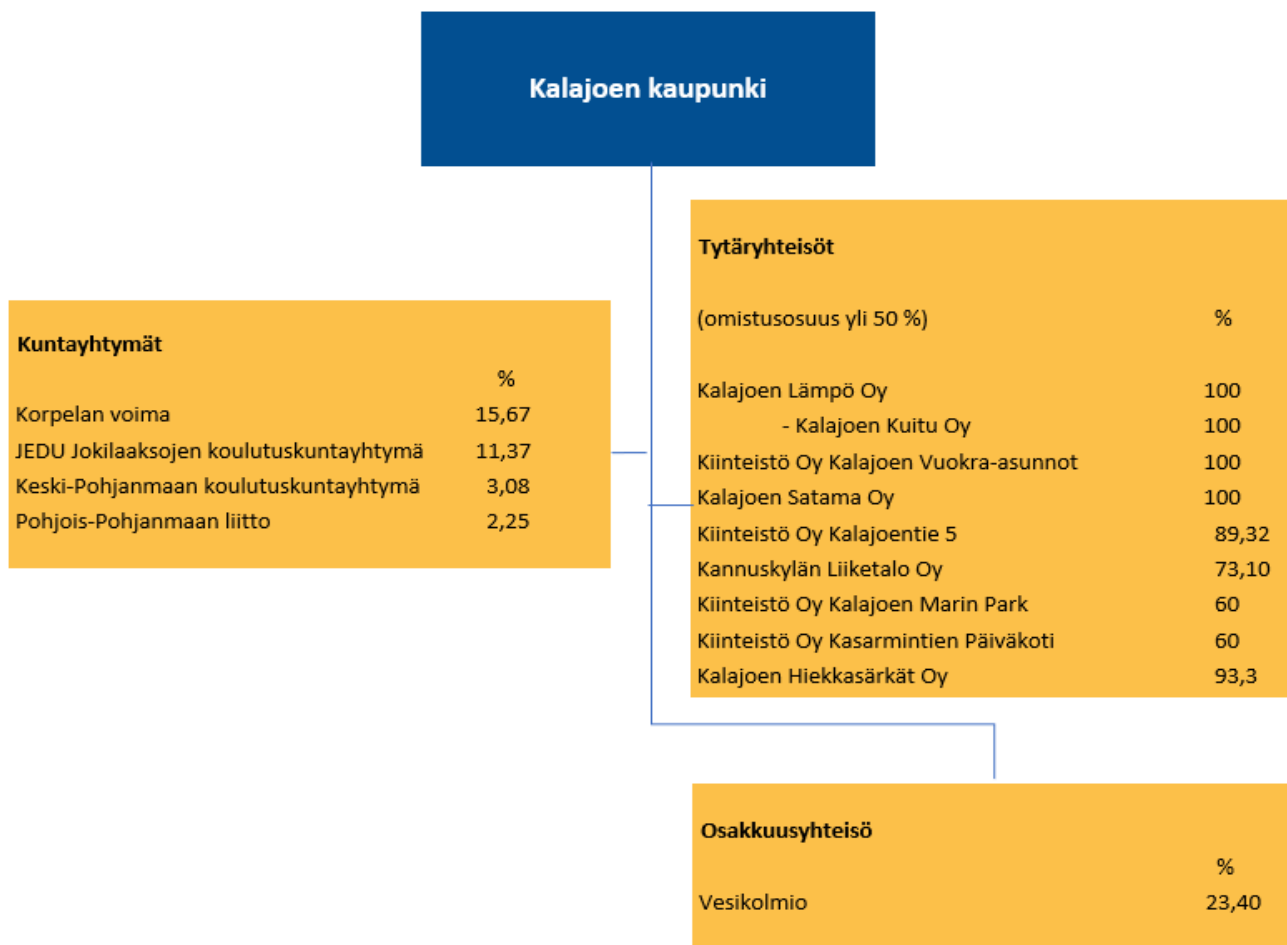 Kalajoen kaupunki
Kuntayhtymät
%
Korpelan voima 15,67
JEDU Jokilaaksojen koulutuskuntayhtymä 11,37
Keski-Pohjanmaan koulutuskuntayhtymä 3,08
Pohjois-Pohjanmaan liitto 2,25
Tytäryhteisöt
(omistusosuus yli 50 %) %
Kalajoen Lämpö Oy 100
- Kalajoen Kuitu Oy 100
Kiinteistö Oy Kalajoen Vuokra-asunnot 100
Kalajoen Satama Oy 100
Kiinteistö Oy Kalajoentie 5 89,32
Kannuskylän Liiketalo Oy 73,10
Kiinteistö Oy Kalajoen Marin Park 60
Kiinteistö Oy Kasarmintien Päiväkoti 60
Kalajoen Hiekkasärkät Oy 93,3
Osakkuusyhteisö
%
Vesikolmio 23,40